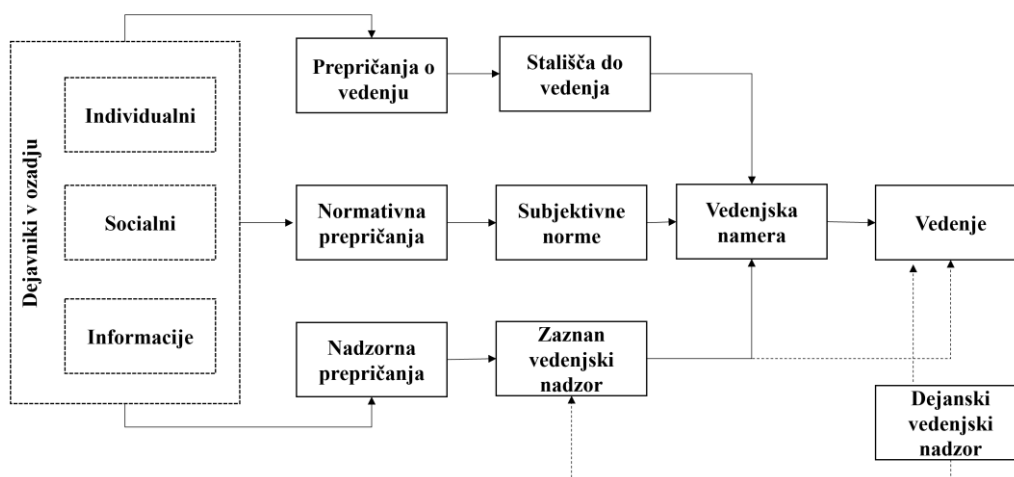 Dejavniki v ozadju
Individualni
Socialni
Informacije
Prepričanja o
vedenju
Stališča do
vedenja
Normativna
prepričanja
Subjektivne
norme
Vedenjska
namera
Vedenje
Nadzorna
prepričanja
Zaznan
vedenjski
nadzor
Dejanski
vedenjski
nadzor